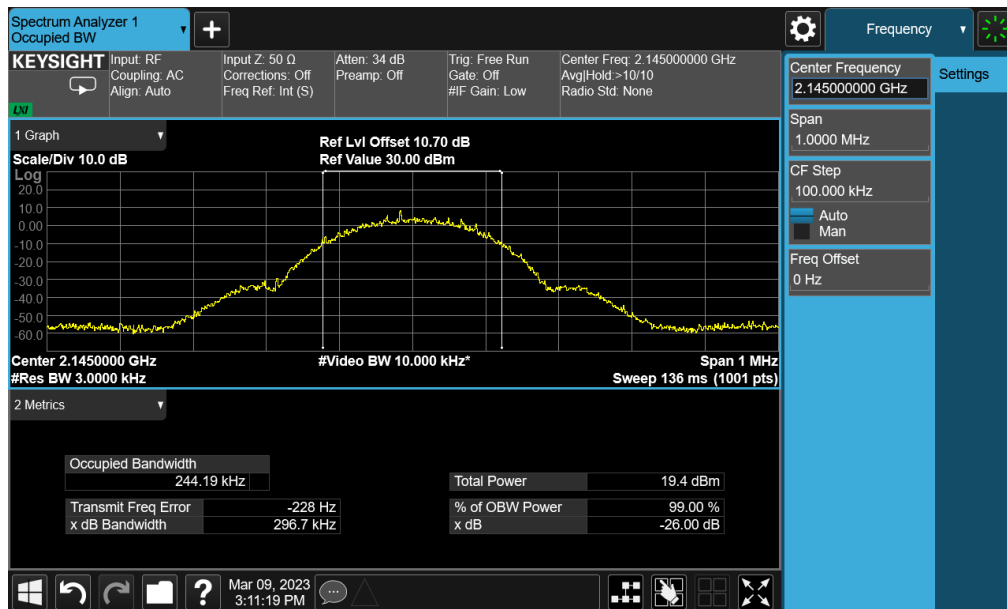 Spectrum Analyzer 1
Occupied BW
Frequency
KEYSIGHT
LXI
Input: RF
Coupling: AC
Align: Auto
Input Z: 50 Ω
Corrections: Off
Freq Ref: Int (S)
Atten: 34 dB
Preamp: Off
Trig: Free Run
Gate: Off
#IF Gain: Low
Center Freq: 2.145000000 GHz
Avg|Hold:>10/10
Radio Std: None
Center Frequency
2.145000000 GHz
Settings
Span
1.0000 MHz
CF Step
100.000 kHz
Auto
Man
Freq Offset
0 Hz
1 Graph
Scale/Div 10.0 dB
Ref Lvl Offset 10.70 dB
Ref Value 30.00 dBm
Log
20.0
10.0
0.00
-10.0
-20.0
-30.0
-40.0
-50.0
-60.0
Center 2.1450000 GHz
#Video BW 10.000 kHz*
Span 1 MHz
#Res BW 3.0000 kHz
Sweep 136 ms (1001 pts)
2 Metrics
Occupied Bandwidth
244.19 kHz
Total Power 19.4 dBm
Transmit Freq Error -228 Hz
% of OBW Power 99.00 %
x dB Bandwidth 296.7 kHz
x dB -26.00 dB
?
Mar 09, 2023
3:11:19 PM